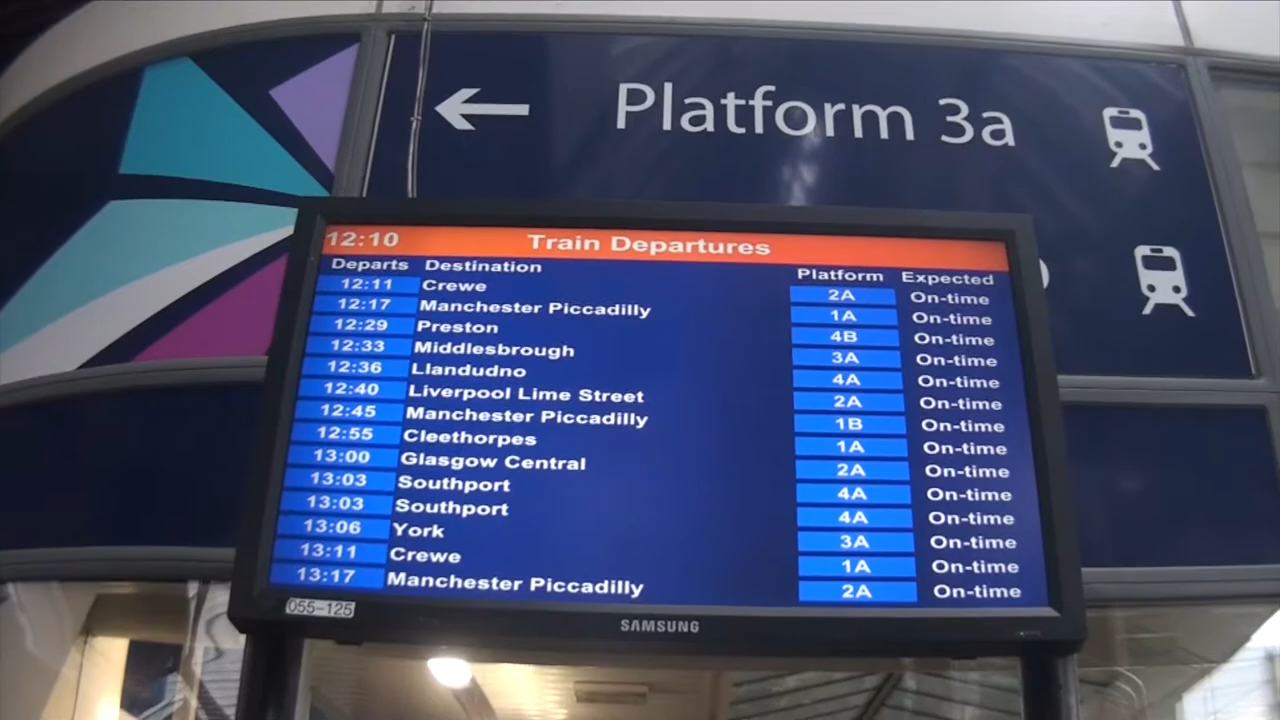 Platform 3a
12:10 Train Departures
Departs Destination Platform Expected
12:11 Crewe 2A On-time
12:17 Manchester Piccadilly 1A On-time
12:29 Preston 4B On-time
12:33 Middlesbrough 3A On-time
12:36 Llandudno 4A On-time
12:40 Liverpool Lime Street 2A On-time
12:45 Manchester Piccadilly 1B On-time
12:55 Cleethorpes 1A On-time
13:00 Glasgow Central 2A On-time
13:03 Southport 4A On-time
13:03 Southport 4A On-time
13:06 York 3A On-time
13:11 Crewe 1A On-time
13:17 Manchester Piccadilly 2A On-time
055-125
SAMSUNG